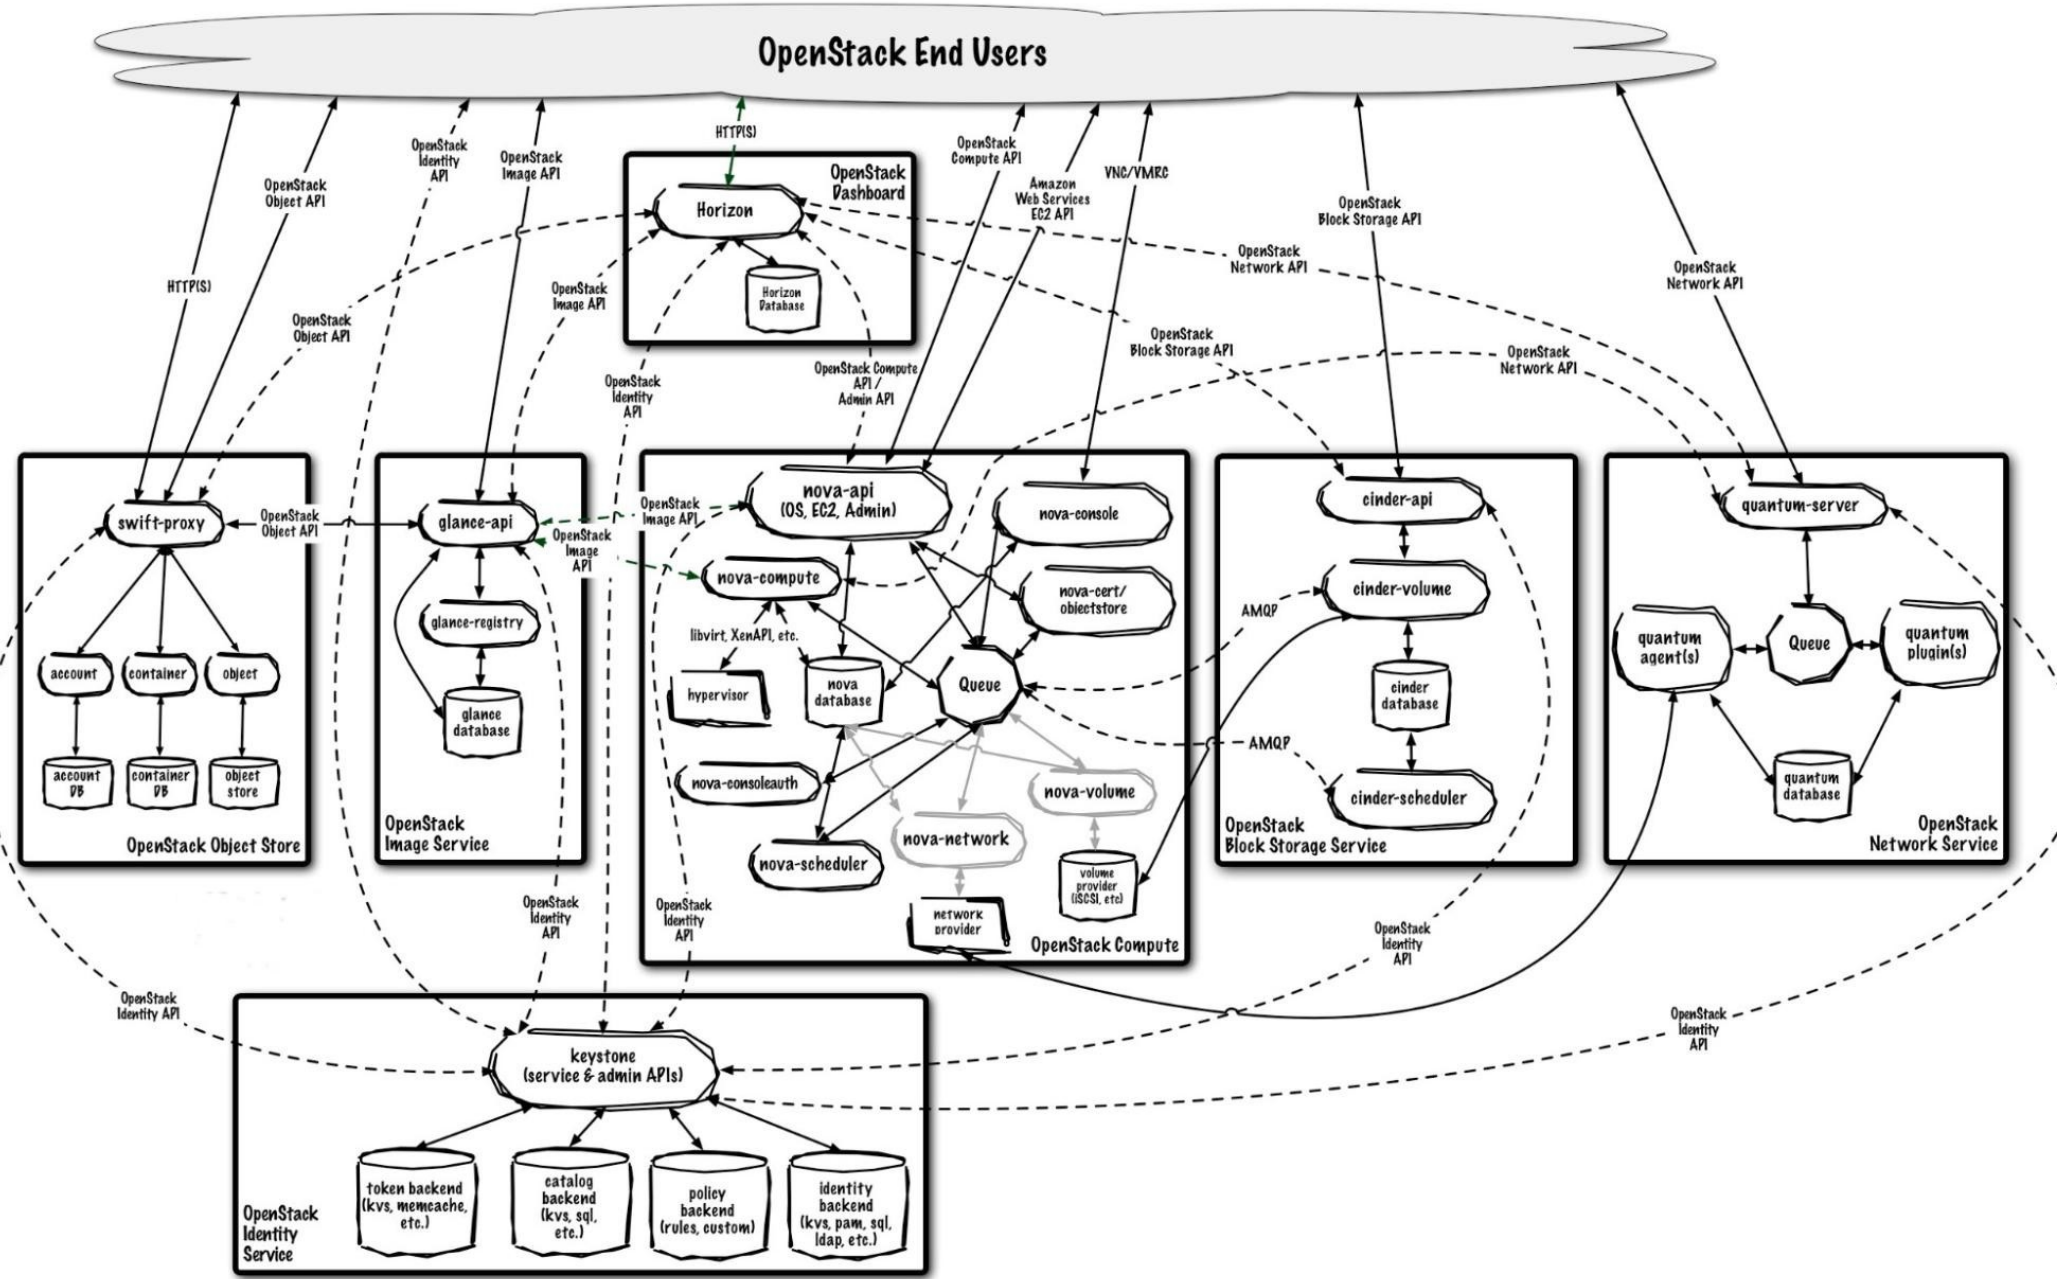 OpenStack End Users
HTTP(S)
OpenStack
Object API
OpenStack
Identity
API
OpenStack
Image API
HTTP(S)
OpenStack
Compute API
Amazon
Web Services
EC2 API
VNC/VMRC
OpenStack
Block Storage API
OpenStack
Network API
OpenStack
Dashboard
Horizon
Horizon
Database
OpenStack
Object API
OpenStack
Image API
OpenStack
Identity
API
OpenStack Compute
API /
Admin API
OpenStack
Network API
OpenStack
Block Storage API
OpenStack
Network API
swift-proxy
OpenStack
Object API
account
container
object
account
DB
container
DB
object
store
OpenStack Object Store
glance-api
glance-registry
glance
database
OpenStack
Image Service
OpenStack
Image API
OpenStack
Image
API
nova-api
(OS, EC2, Admin)
nova-console
nova-compute
nova-cert/
objectstore
libvirt, XenAPI, etc.
hypervisor
nova
database
Queue
nova-consoleauth
nova-volume
nova-network
nova-scheduler
volume
provider
(iSCSI, etc)
network
provider
OpenStack Compute
AMQP
AMQP
cinder-api
cinder-volume
cinder
database
cinder-scheduler
OpenStack
Block Storage Service
quantum-server
quantum
agent(s)
Queue
quantum
plugin(s)
quantum
database
OpenStack
Network Service
OpenStack
Identity
API
OpenStack
Identity
API
OpenStack
Identity
API
OpenStack
Identity API
OpenStack
Identity
API
keystone
(service & admin APIs)
token backend
(kvs, memcache,
etc.)
catalog
backend
(kvs, sql,
etc.)
policy
backend
(rules, custom)
identity
backend
(kvs, pam, sql,
ldap, etc.)
OpenStack
Identity
Service